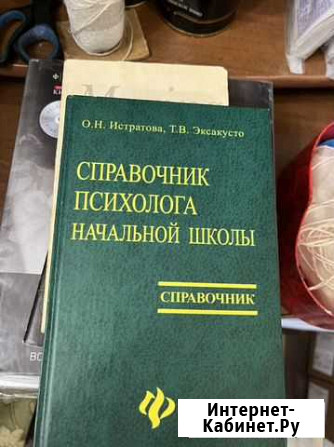 О.Н. Истратова, Т.В. Эксакусто
СПРАВОЧНИК
ПСИХОЛОГА
НАЧАЛЬНОЙ ШКОЛЫ
СПРАВОЧНИК
Интернет-
Кабинет.Ру